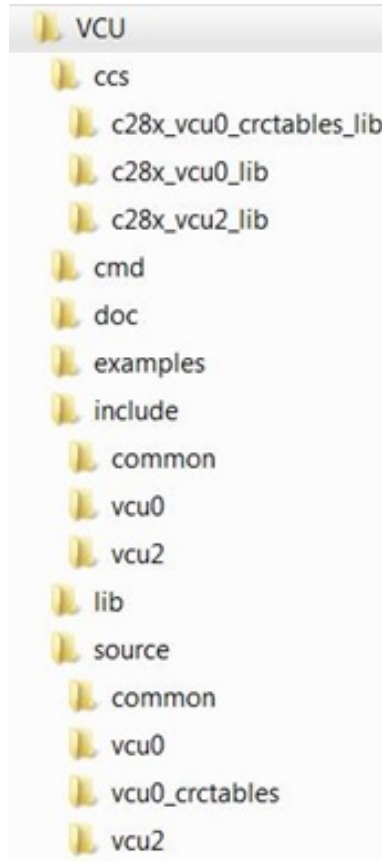 VCU
ccs
c28x_vcu0_crctables_lib
c28x_vcu0_lib
c28x_vcu2_lib
cmd
doc
examples
include
common
vcu0
vcu2
lib
source
common
vcu0
vcu0_crctables
vcu2